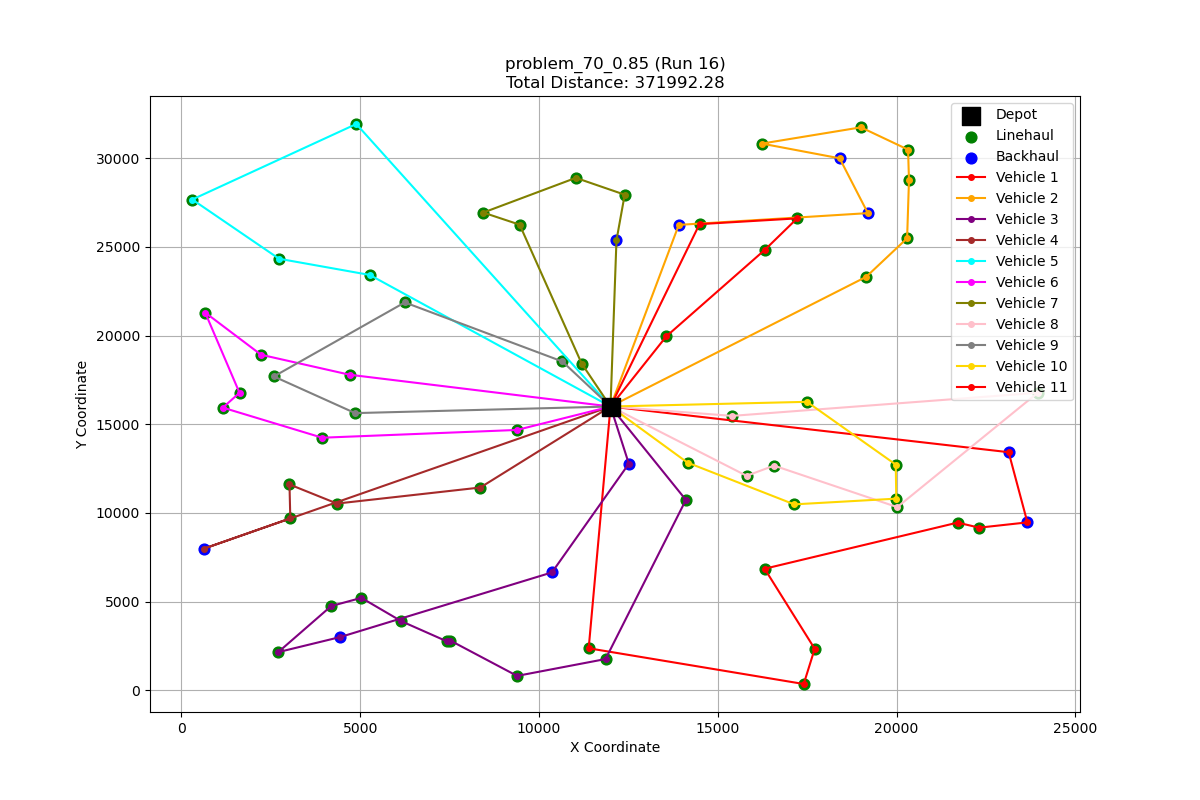 problem_70_0.85 (Run 16)
Total Distance: 371992.28
Depot
Linehaul
Backhaul
Vehicle 1
Vehicle 2
Vehicle 3
Vehicle 4
Vehicle 5
Vehicle 6
Vehicle 7
Vehicle 8
Vehicle 9
Vehicle 10
Vehicle 11
30000
25000
20000
15000
10000
5000
0
Y Coordinate
0 5000 10000 15000 20000 25000
X Coordinate